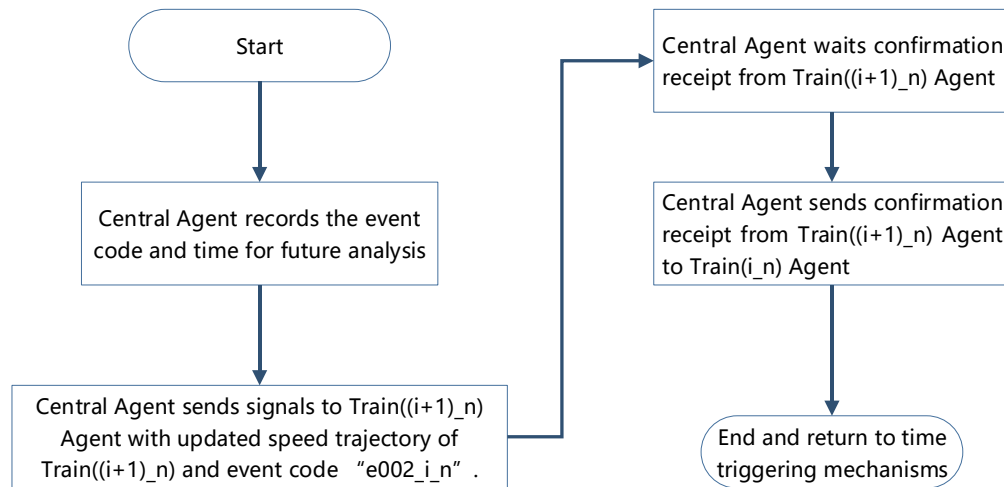 Start
Central Agent records the event
code and time for future analysis
Central Agent sends signals to Train((i+1)_n)
Agent with updated speed trajectory of
Train((i+1)_n) and event code “e002_i_n”.
Central Agent waits confirmation
receipt from Train((i+1)_n) Agent
Central Agent sends confirmation
receipt from Train((i+1)_n) Agent
to Train(i_n) Agent
End and return to time
triggering mechanisms